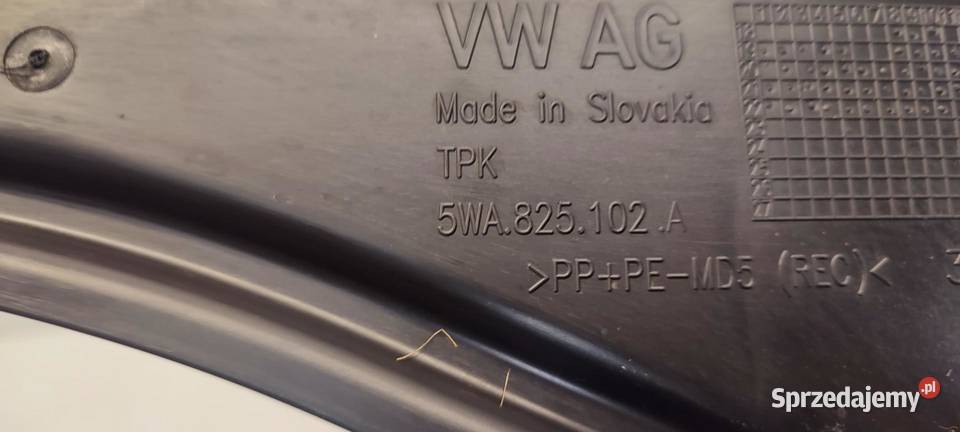 VW AG
Made in Slovakia
TPK
5WA.825.102.A
>PP+PE-MD5 (REC)<
Sprzedajemy.pl